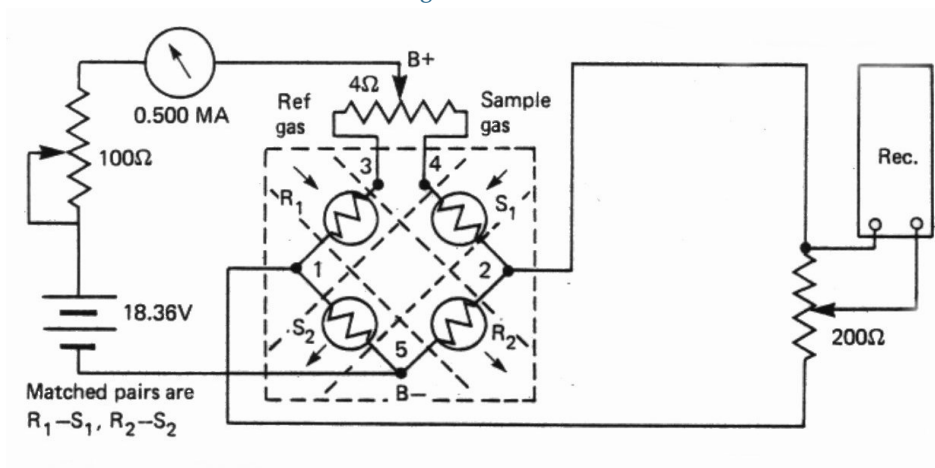 B+
4Ω
0.500 MA
Ref
gas
Sample
gas
100Ω
3
4
Rec.
R1
S1
1
2
18.36V
S2
R2
200Ω
5
B–
Matched pairs are
R1–S1, R2–S2